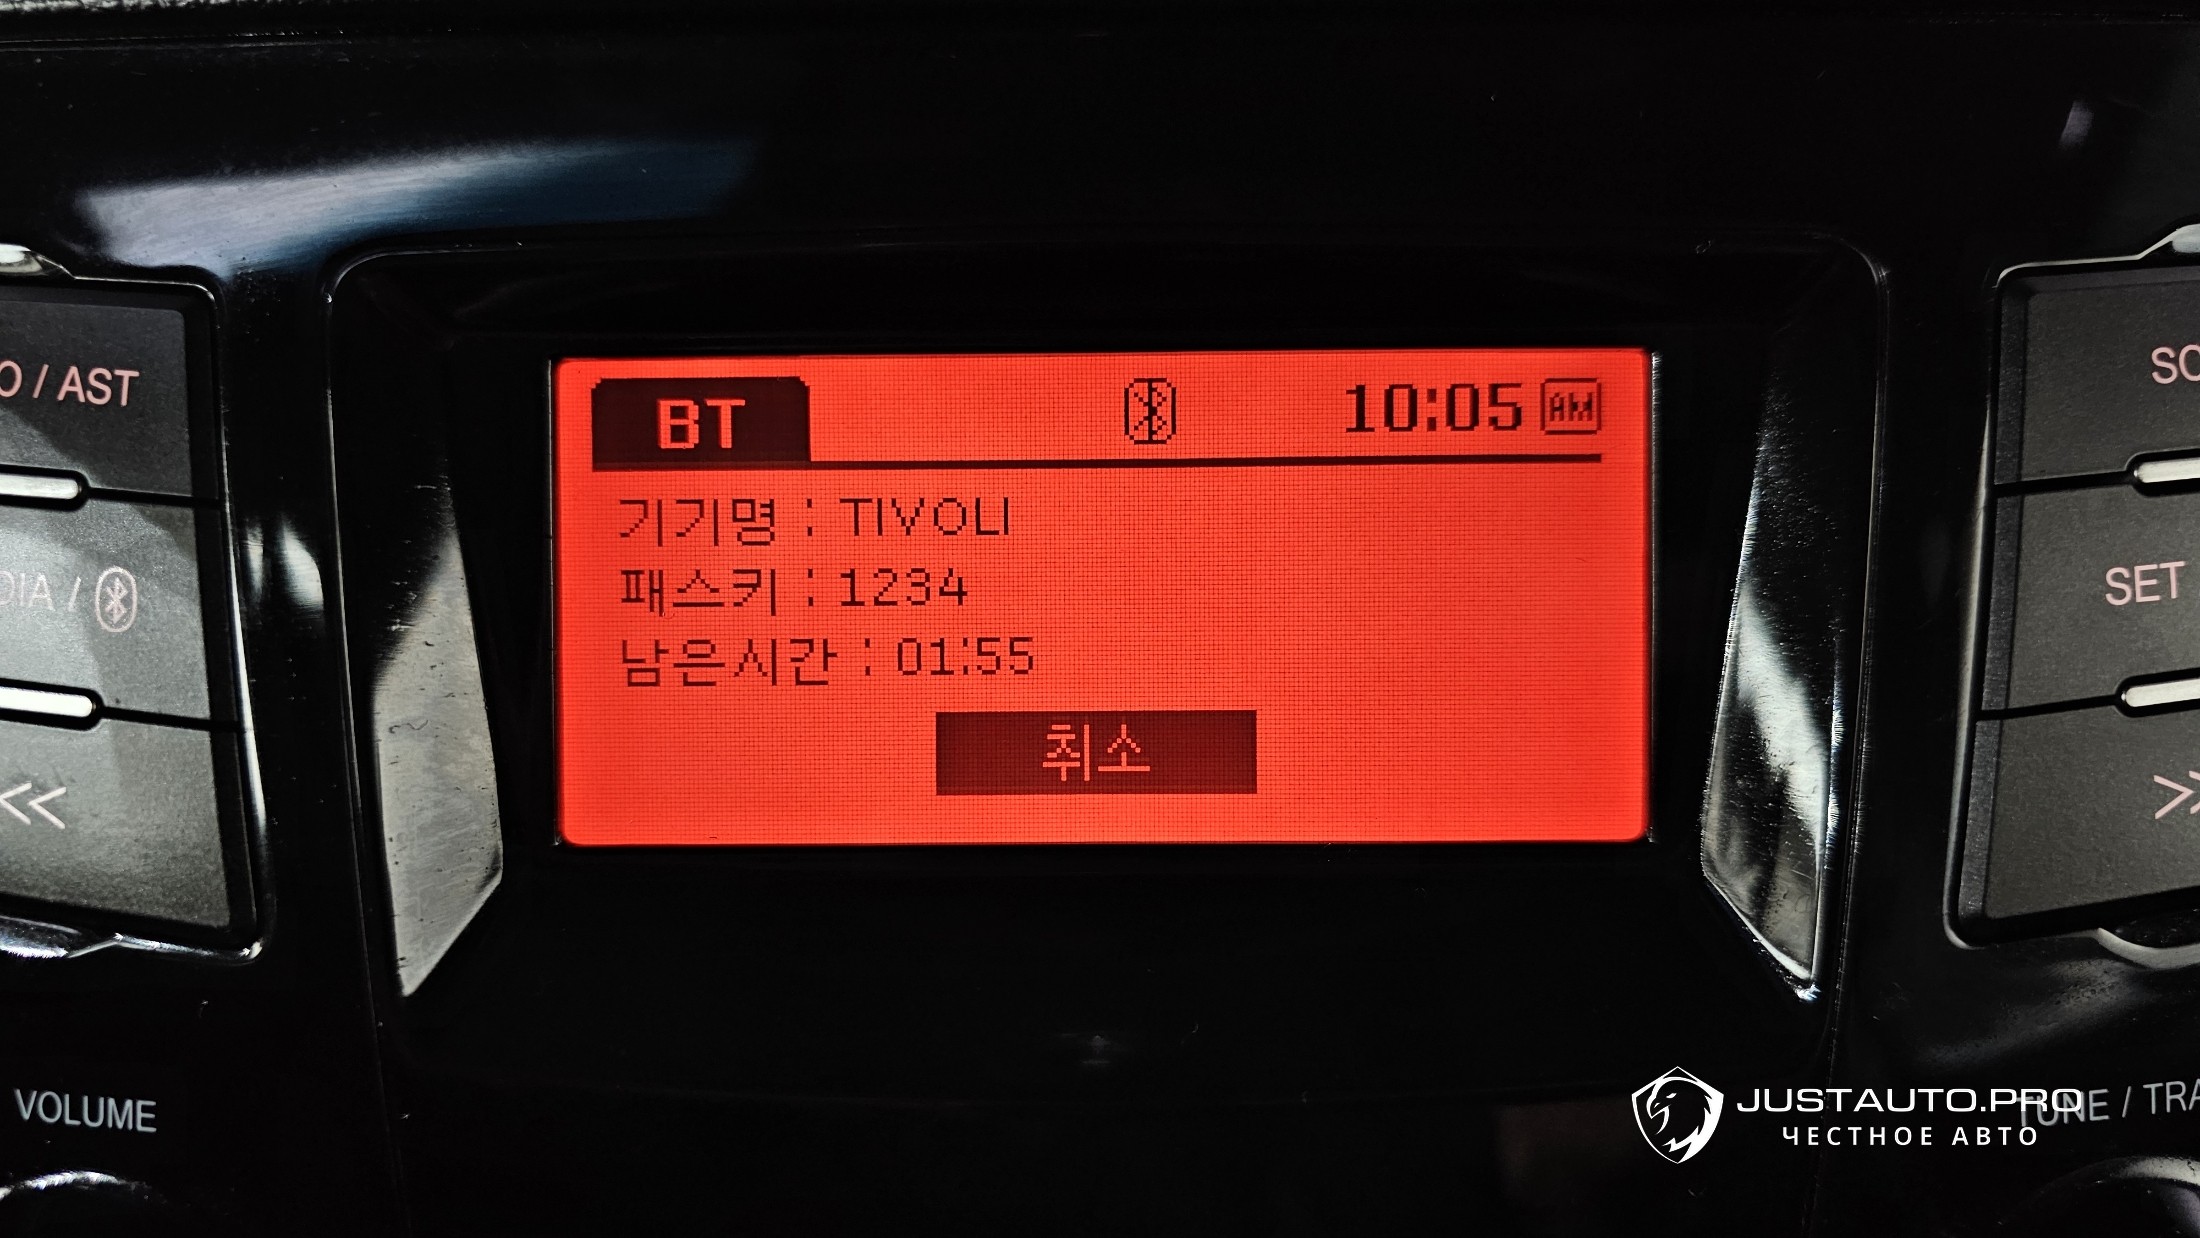 BT 10:05 AM
기기명 : TIVOLI
패스키 : 1234
남은시간 : 01:55
취소
/ AST
SET
<<
>>
VOLUME
TUNE /
JUSTAUTO.PRO
ЧЕСТНОЕ АВТО